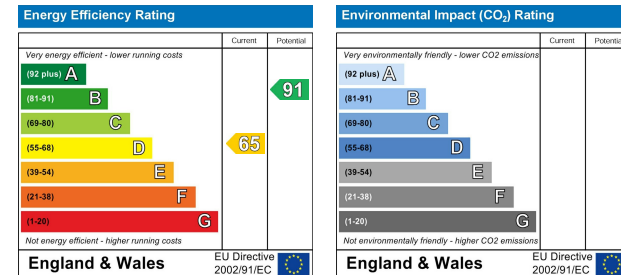 Energy Efficiency Rating
Current Potential
Very energy efficient - lower running costs
(92 plus) A
(81-91) B
(69-80) C
(55-68) D
(39-54) E
(21-38) F
(1-20) G
91
65
Not energy efficient - higher running costs
England & Wales
EU Directive
2002/91/EC
Environmental Impact (CO₂) Rating
Current Potentia
Very environmentally friendly - lower CO2 emissions
(92 plus) A
(81-91) B
(69-80) C
(55-68) D
(39-54) E
(21-38) F
(1-20) G
Not environmentally friendly - higher CO2 emissions
England & Wales
EU Directive
2002/91/EC